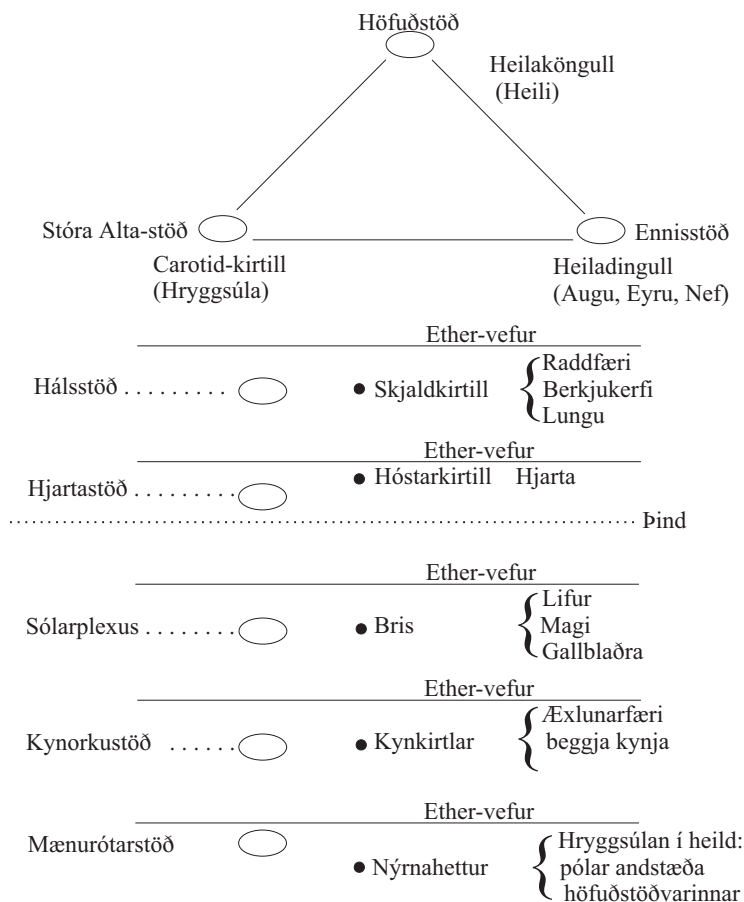 Höfuðstöð
Heilaköngull
(Heili)
Stóra Alta-stöð
Ennisstöð
Carotid-kirtill
(Hryggsúla)
Heiladingull
(Augu, Eyru, Nef)
Ether-vefur
Hálsstöð . . . . . . . . .
Skjaldkirtill
Raddfæri
Berkjukerfi
Lungu
Ether-vefur
Hjartastöð . . . . . . . . .
Hóstarkirtill Hjarta
Þind
Ether-vefur
Sólarplexus . . . . . . . .
Bris
Lifur
Magi
Gallblaðra
Ether-vefur
Kynorkustöð . . . . . .
Kynkirtlar
Æxlunarfæri
beggja kynja
Ether-vefur
Mænurótarstöð
Nýrnahettur
Hryggsúlan í heild:
pólar andstæða
höfuðstöðvarinnar